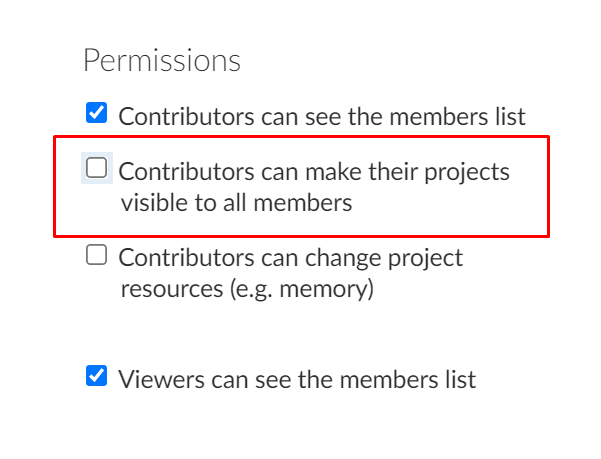 Permissions
Contributors can see the members list
Contributors can make their projects
visible to all members
Contributors can change project
resources (e.g. memory)
Viewers can see the members list